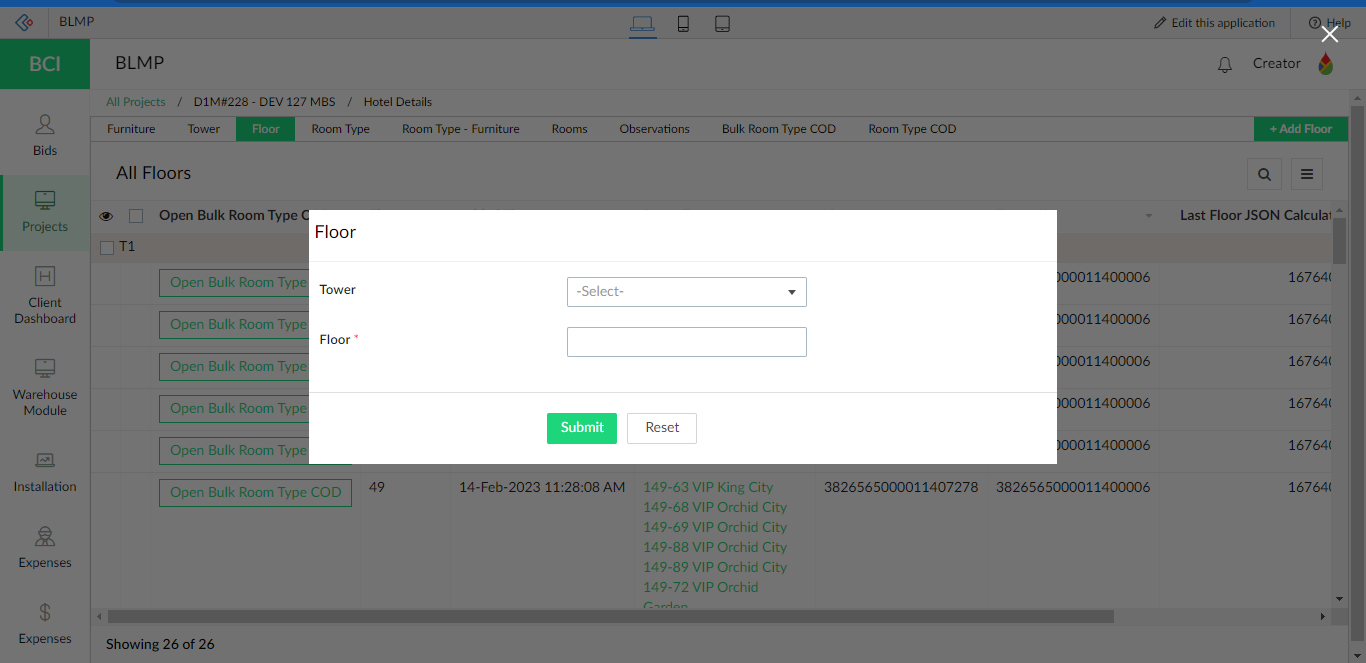 BLMP
Edit this application
Help
BCI
BLMP
Creator
All Projects / D1M#228 - DEV 127 MBS / Hotel Details
Furniture Tower Floor Room Type Room Type - Furniture Rooms Observations Bulk Room Type COD Room Type COD + Add Floor
Bids
All Floors
Open Bulk Room Type Last Floor JSON
Projects
T1
Open Bulk Room Type 000011400006 16764
Client
Dashboard
Open Bulk Room Type 000011400006 16764
Open Bulk Room Type 000011400006 16764
Warehouse
Module
Open Bulk Room Type 000011400006 16764
Open Bulk Room Type 000011400006 16764
Installation
Open Bulk Room Type COD 49 14-Feb-2023 11:28:08 AM 149-63 VIP King City 3826565000011407278 3826565000011400006 16764
149-68 VIP Orchid City
149-69 VIP Orchid City
149-88 VIP Orchid City
149-89 VIP Orchid City
149-72 VIP Orchid
Garden
Expenses
Expenses
Showing 26 of 26
Floor
Tower -Select-
Floor *
Submit Reset